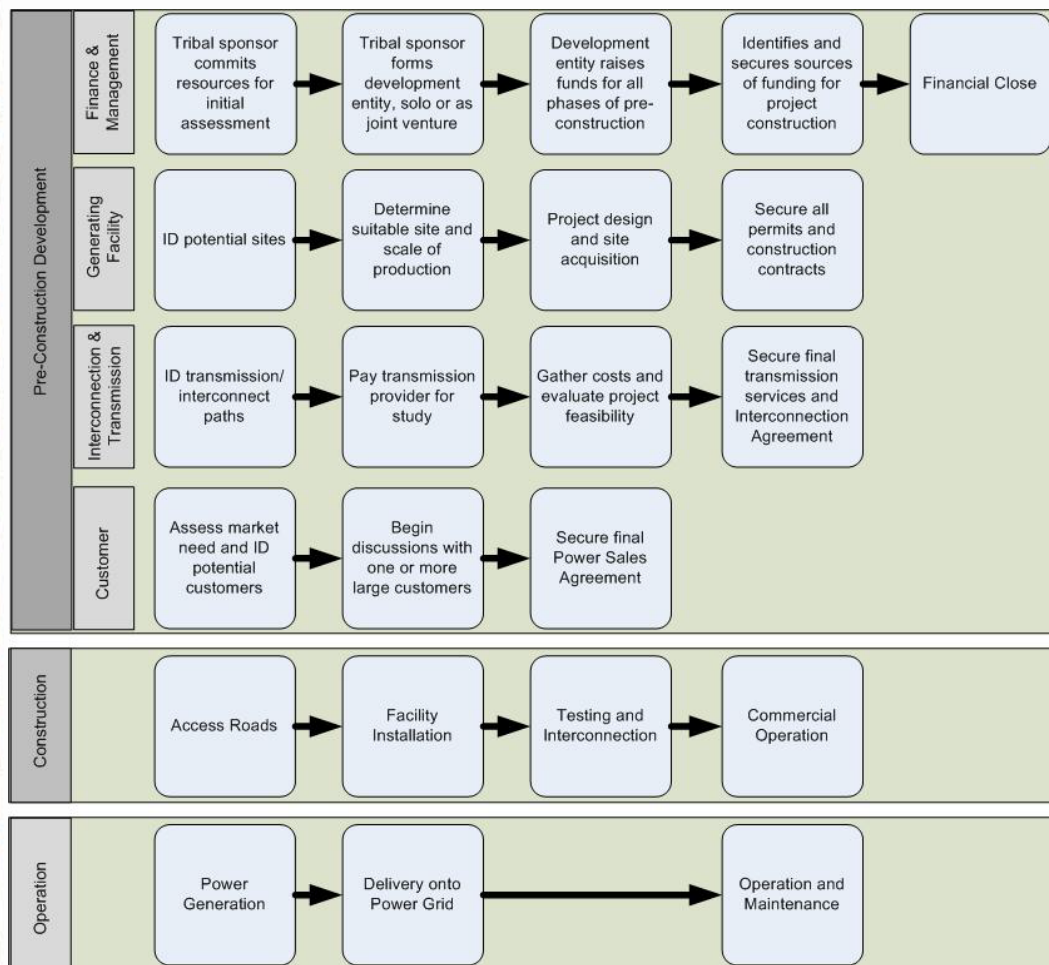 Pre-Construction Development
Finance &
Management
Tribal sponsor
commits
resources for
initial
assessment
Tribal sponsor
forms
development
entity, solo or as
joint venture
Development
entity raises
funds for all
phases of pre-
construction
Identifies and
secures sources
of funding for
project
construction
Financial Close
Generating
Facility
ID potential sites
Determine
suitable site and
scale of
production
Project design
and site
acquisition
Secure all
permits and
construction
contracts
Interconnection &
Transmission
ID transmission/
interconnect
paths
Pay transmission
provider for
study
Gather costs and
evaluate project
feasibility
Secure final
transmission
services and
Interconnection
Agreement
Customer
Assess market
need and ID
potential
customers
Begin
discussions with
one or more
large customers
Secure final
Power Sales
Agreement
Construction
Access Roads
Facility
Installation
Testing and
Interconnection
Commercial
Operation
Operation
Power
Generation
Delivery onto
Power Grid
Operation and
Maintenance